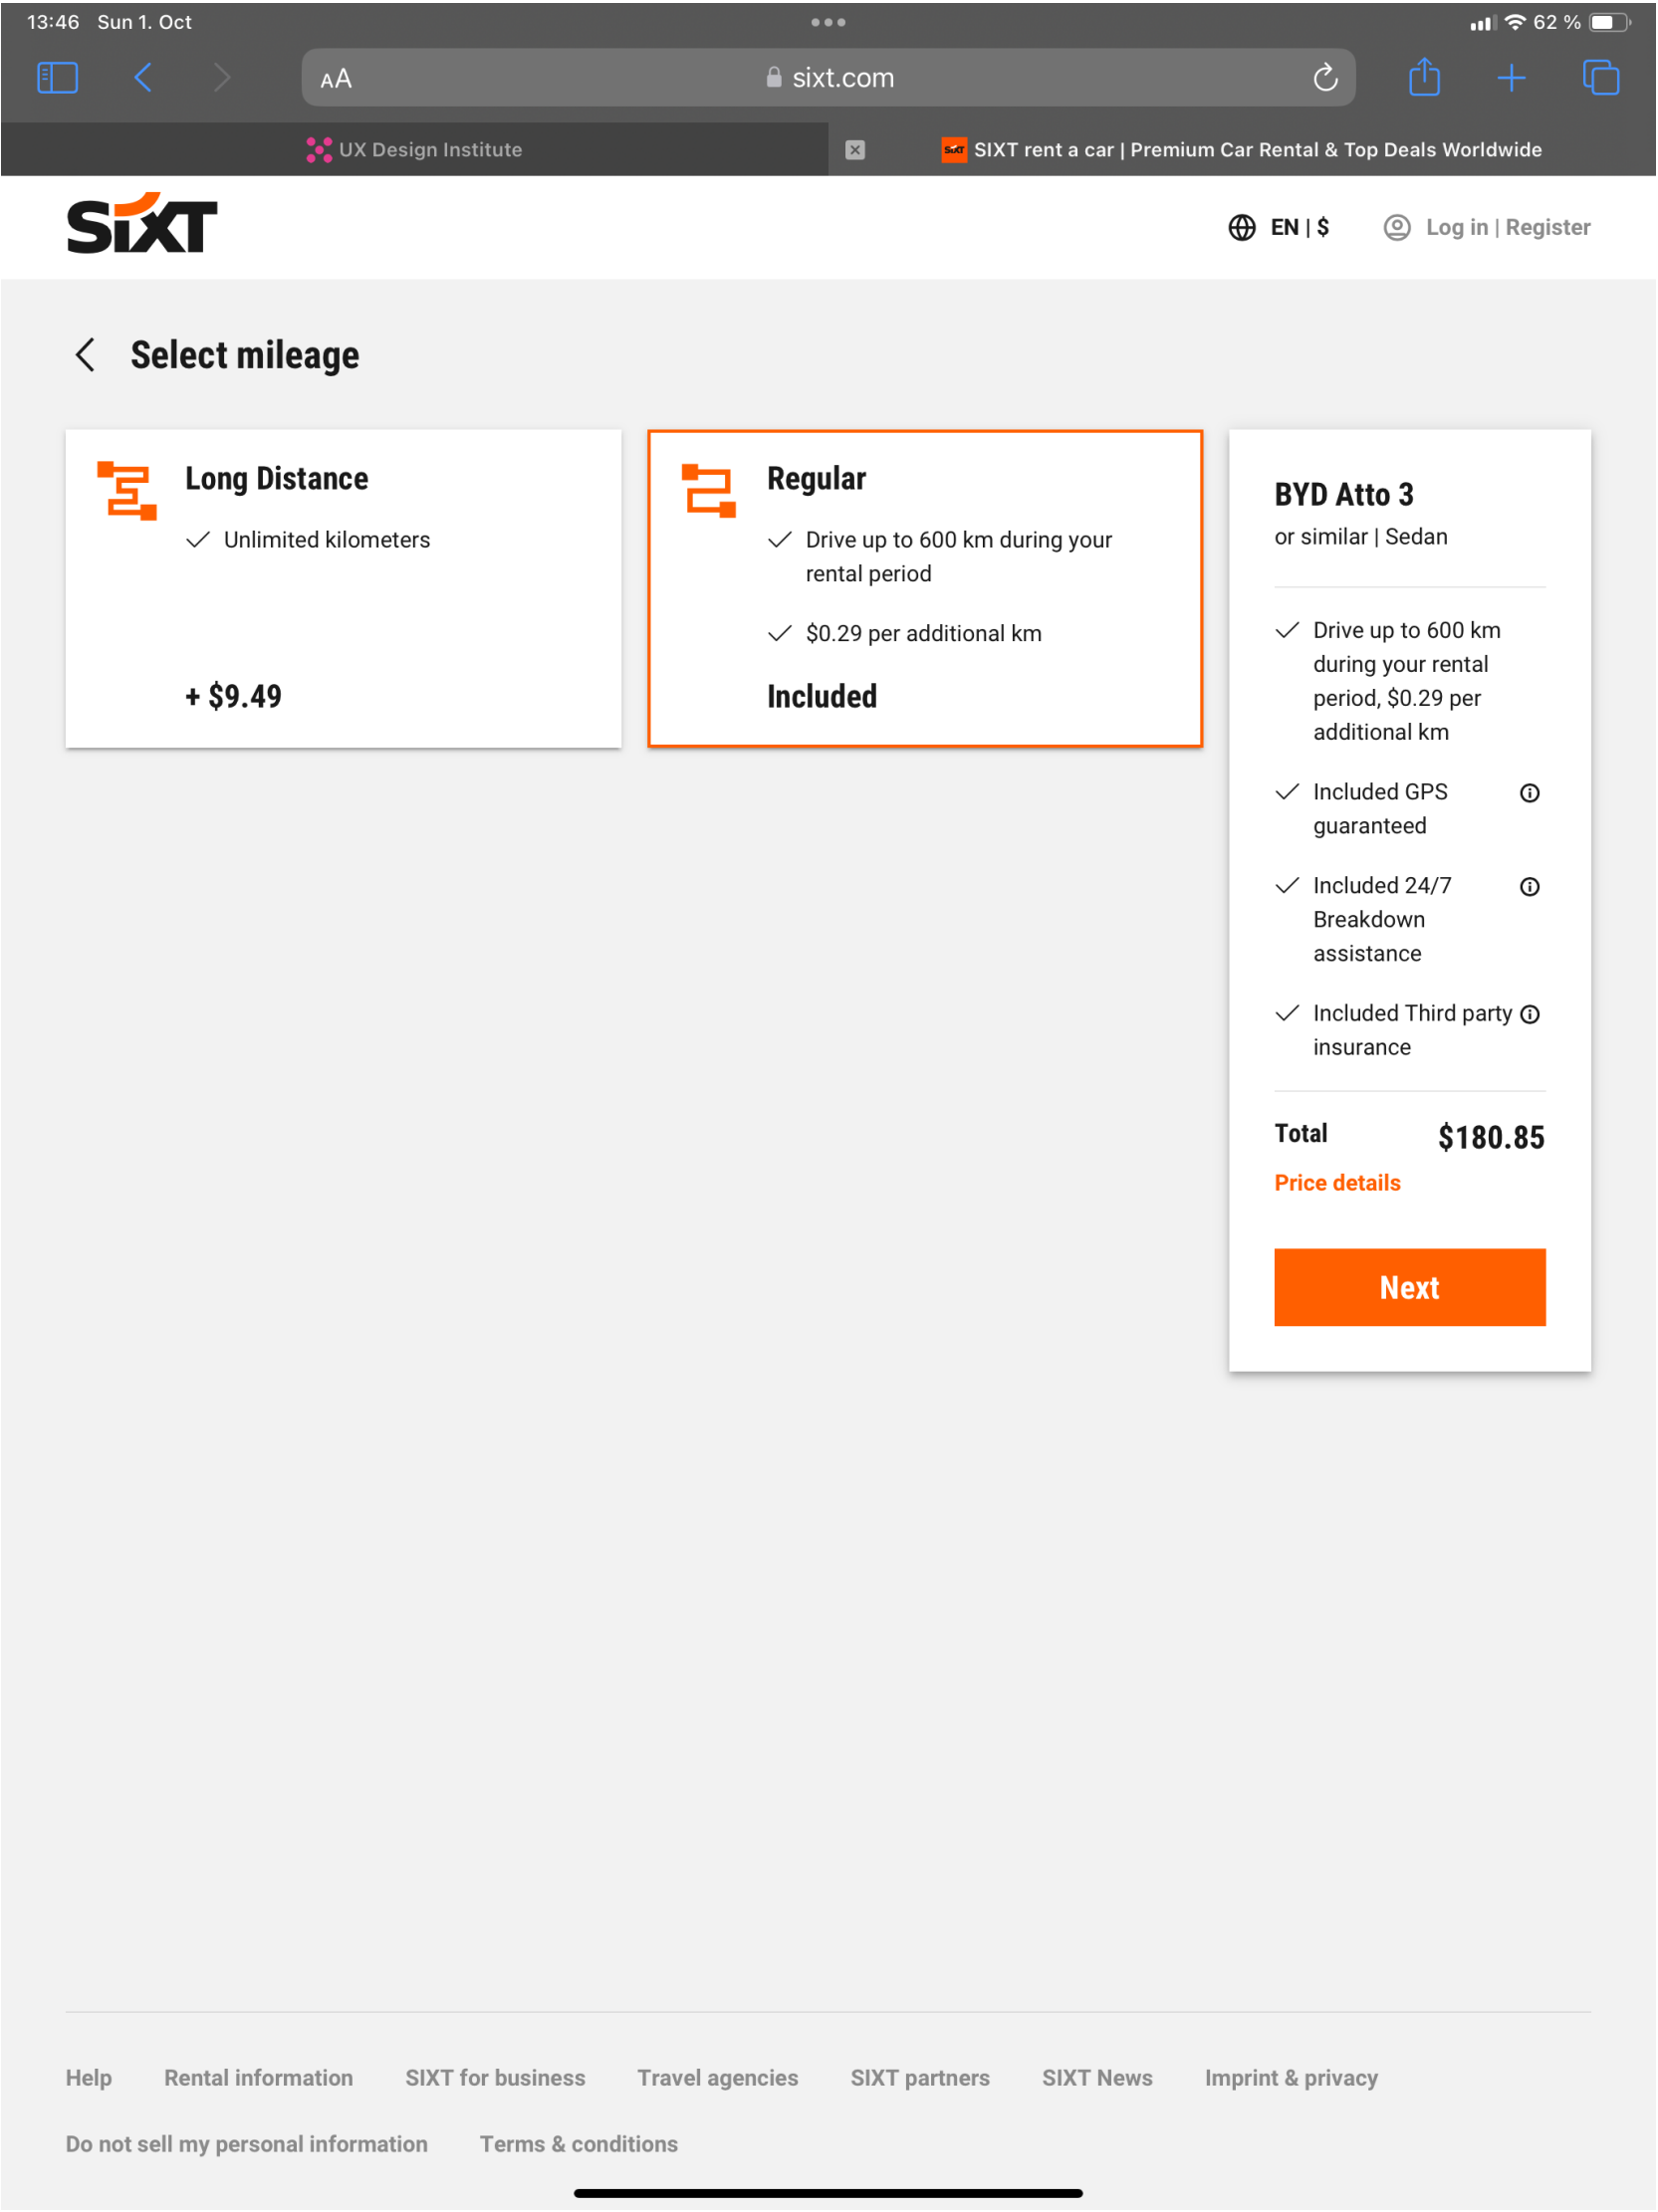 13:46 Sun 1. Oct
62 %
AA
sixt.com
UX Design Institute
SIXT SIXT rent a car | Premium Car Rental & Top Deals Worldwide
SIXT
EN | $
Log in | Register
Select mileage
Long Distance
Unlimited kilometers
+ $9.49
Regular
Drive up to 600 km during your
rental period
$0.29 per additional km
Included
BYD Atto 3
or similar | Sedan
Drive up to 600 km
during your rental
period, $0.29 per
additional km
Included GPS
guaranteed
Included 24/7
Breakdown
assistance
Included Third party
insurance
Total $180.85
Price details
Next
Help Rental information SIXT for business Travel agencies SIXT partners SIXT News Imprint & privacy
Do not sell my personal information Terms & conditions